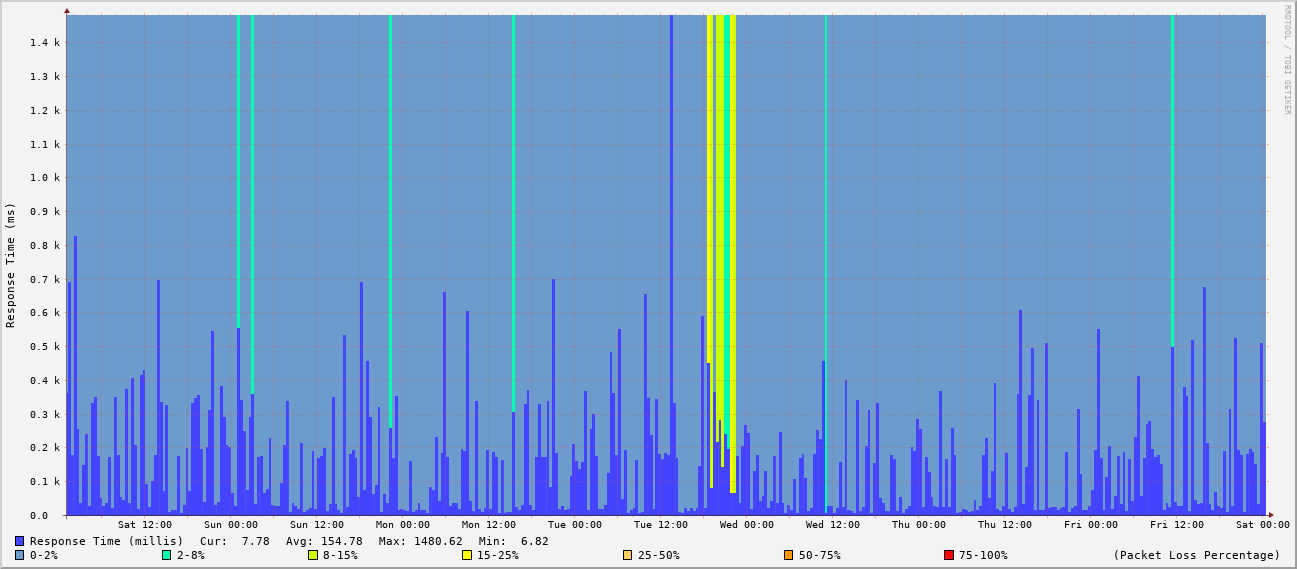 RRDTOOL / TOBI OETIKER
Response Time (ms)
1.4 k
1.3 k
1.2 k
1.1 k
1.0 k
0.9 k
0.8 k
0.7 k
0.6 k
0.5 k
0.4 k
0.3 k
0.2 k
0.1 k
0.0
Sat 12:00 Sun 00:00 Sun 12:00 Mon 00:00 Mon 12:00 Tue 00:00 Tue 12:00 Wed 00:00 Wed 12:00 Thu 00:00 Thu 12:00 Fri 00:00 Fri 12:00 Sat 00:00
Response Time (millis) Cur: 7.78 Avg: 154.78 Max: 1480.62 Min: 6.82
0-2% 2-8% 8-15% 15-25% 25-50% 50-75% 75-100% (Packet Loss Percentage)